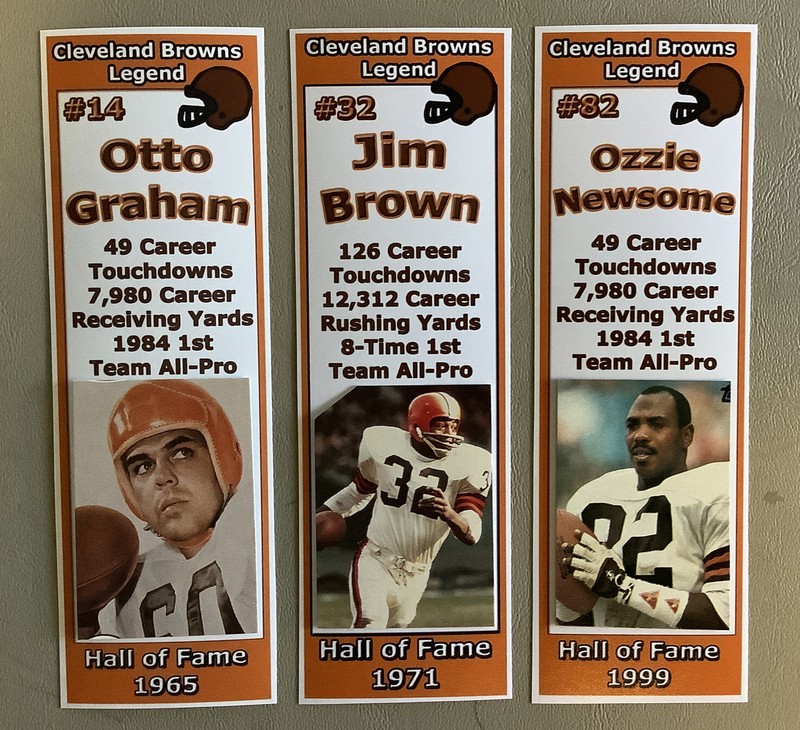 Cleveland Browns
Legend
#14
Otto
Graham
49 Career
Touchdowns
7,980 Career
Receiving Yards
1984 1st
Team All-Pro
60
Hall of Fame
1965
Cleveland Browns
Legend
#32
Jim
Brown
126 Career
Touchdowns
12,312 Career
Rushing Yards
8-Time 1st
Team All-Pro
32
3
Hall of Fame
1971
Cleveland Browns
Legend
#82
Ozzie
Newsome
49 Career
Touchdowns
7,980 Career
Receiving Yards
1984 1st
Team All-Pro
82
Hall of Fame
1999